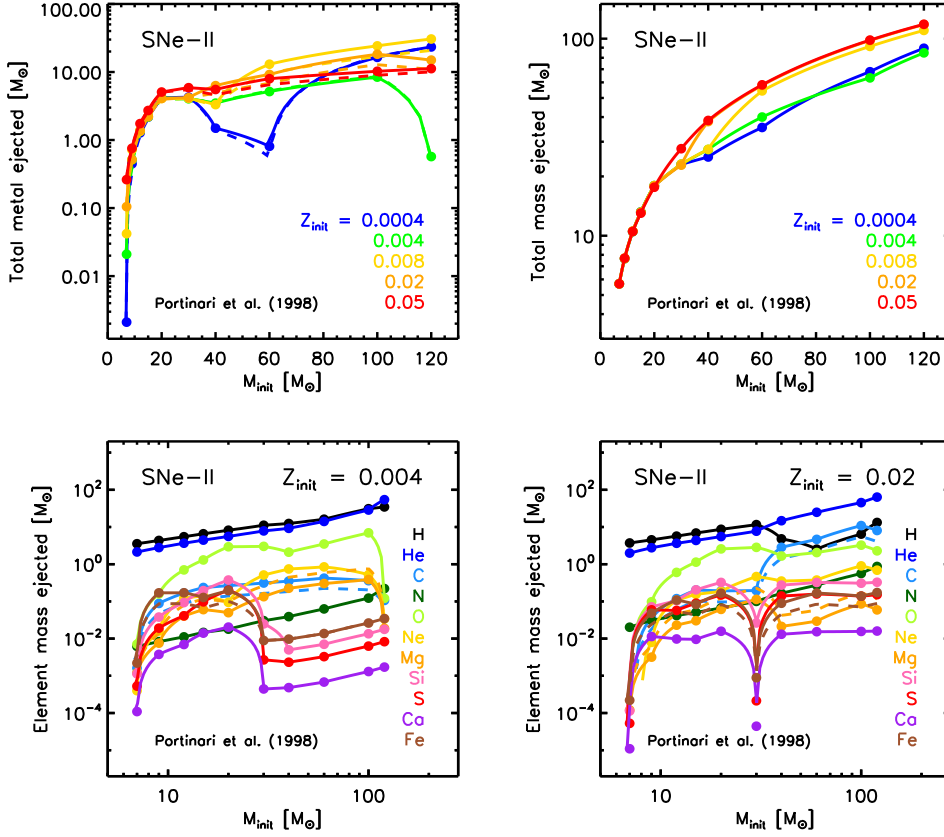 100.00
10.00
1.00
0.10
0.01
Total metal ejected [M⊙]
SNe−II
Z_init = 0.0004
0.004
0.008
0.02
0.05
Portinari et al. (1998)
0 20 40 60 80 100 120
M_init [M⊙]
100
10
Total mass ejected [M⊙]
SNe−II
Z_init = 0.0004
0.004
0.008
0.02
0.05
Portinari et al. (1998)
0 20 40 60 80 100 120
M_init [M⊙]
10^2
10^0
10^−2
10^−4
Element mass ejected [M⊙]
SNe−II
Z_init = 0.004
H
He
C
N
O
Ne
Mg
Si
S
Ca
Fe
Portinari et al. (1998)
10 100
M_init [M⊙]
10^2
10^0
10^−2
10^−4
Element mass ejected [M⊙]
SNe−II
Z_init = 0.02
H
He
C
N
O
Ne
Mg
Si
S
Ca
Fe
Portinari et al. (1998)
10 100
M_init [M⊙]